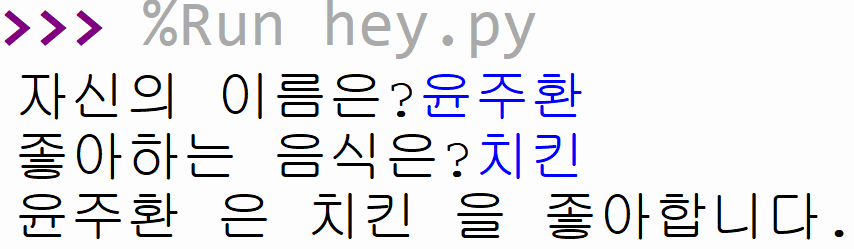 >>> %Run hey.py
자신의 이름은?윤주환
좋아하는 음식은?치킨
윤주환 은 치킨 을 좋아합니다.